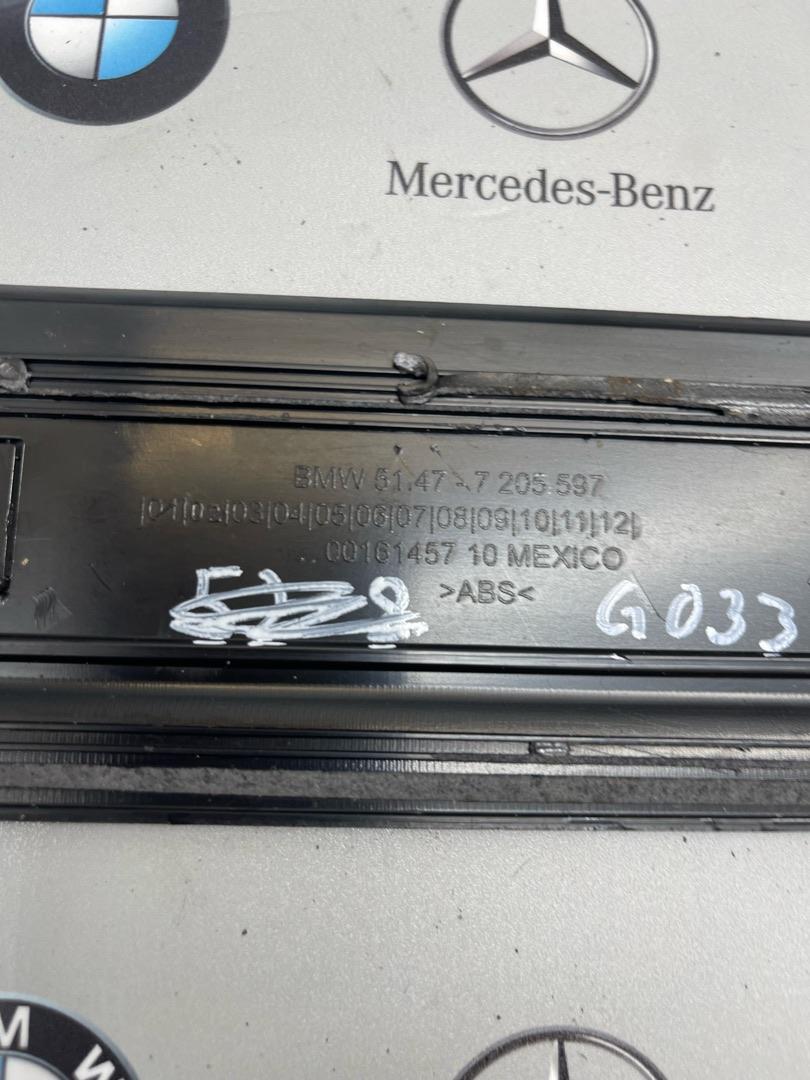 Mercedes-Benz
BMW 51.47 - 7 205 597
|01|02|03|04|05|06|07|08|09|10|11|12|
.. 00161457 10 MEXICO
>ABS<
G033
M W